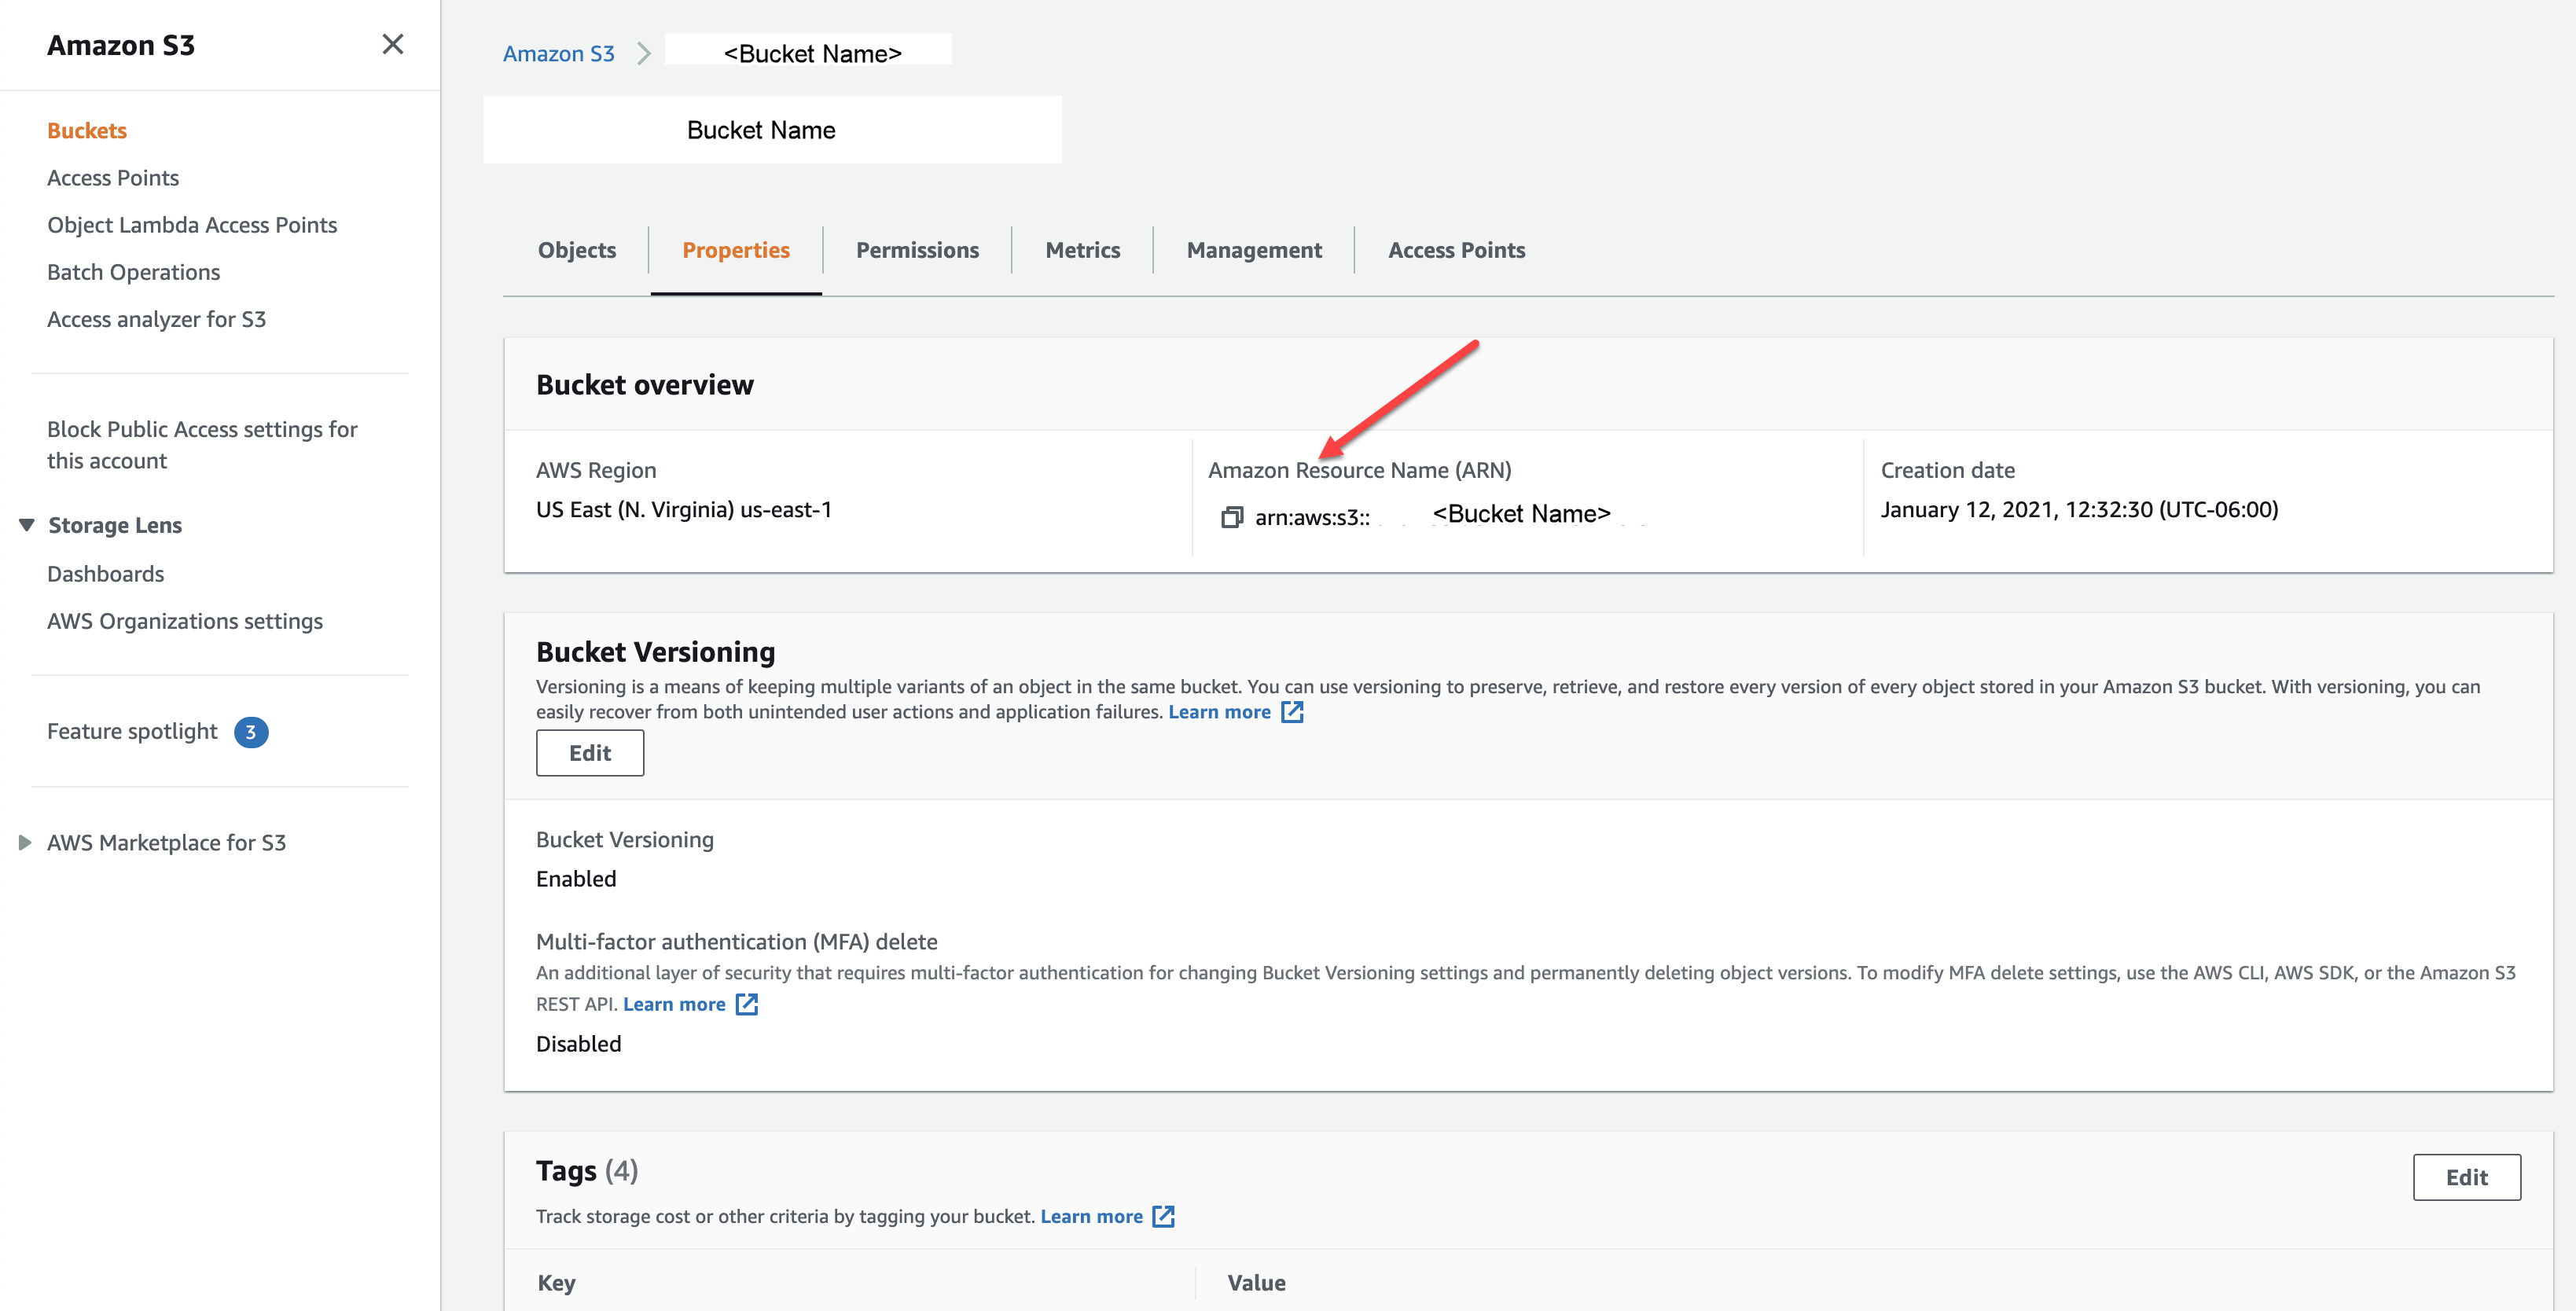 Amazon S3
Buckets
Access Points
Object Lambda Access Points
Batch Operations
Access analyzer for S3
Block Public Access settings for
this account
Storage Lens
Dashboards
AWS Organizations settings
Feature spotlight 3
AWS Marketplace for S3
Amazon S3 <Bucket Name>
Bucket Name
Objects Properties Permissions Metrics Management Access Points
Bucket overview
AWS Region
US East (N. Virginia) us-east-1
Amazon Resource Name (ARN)
arn:aws:s3:: <Bucket Name>
Creation date
January 12, 2021, 12:32:30 (UTC-06:00)
Bucket Versioning
Versioning is a means of keeping multiple variants of an object in the same bucket. You can use versioning to preserve, retrieve, and restore every version of every object stored in your Amazon S3 bucket. With versioning, you can
easily recover from both unintended user actions and application failures. Learn more
Edit
Bucket Versioning
Enabled
Multi-factor authentication (MFA) delete
An additional layer of security that requires multi-factor authentication for changing Bucket Versioning settings and permanently deleting object versions. To modify MFA delete settings, use the AWS CLI, AWS SDK, or the Amazon S3
REST API. Learn more
Disabled
Tags (4)
Edit
Track storage cost or other criteria by tagging your bucket. Learn more
Key Value